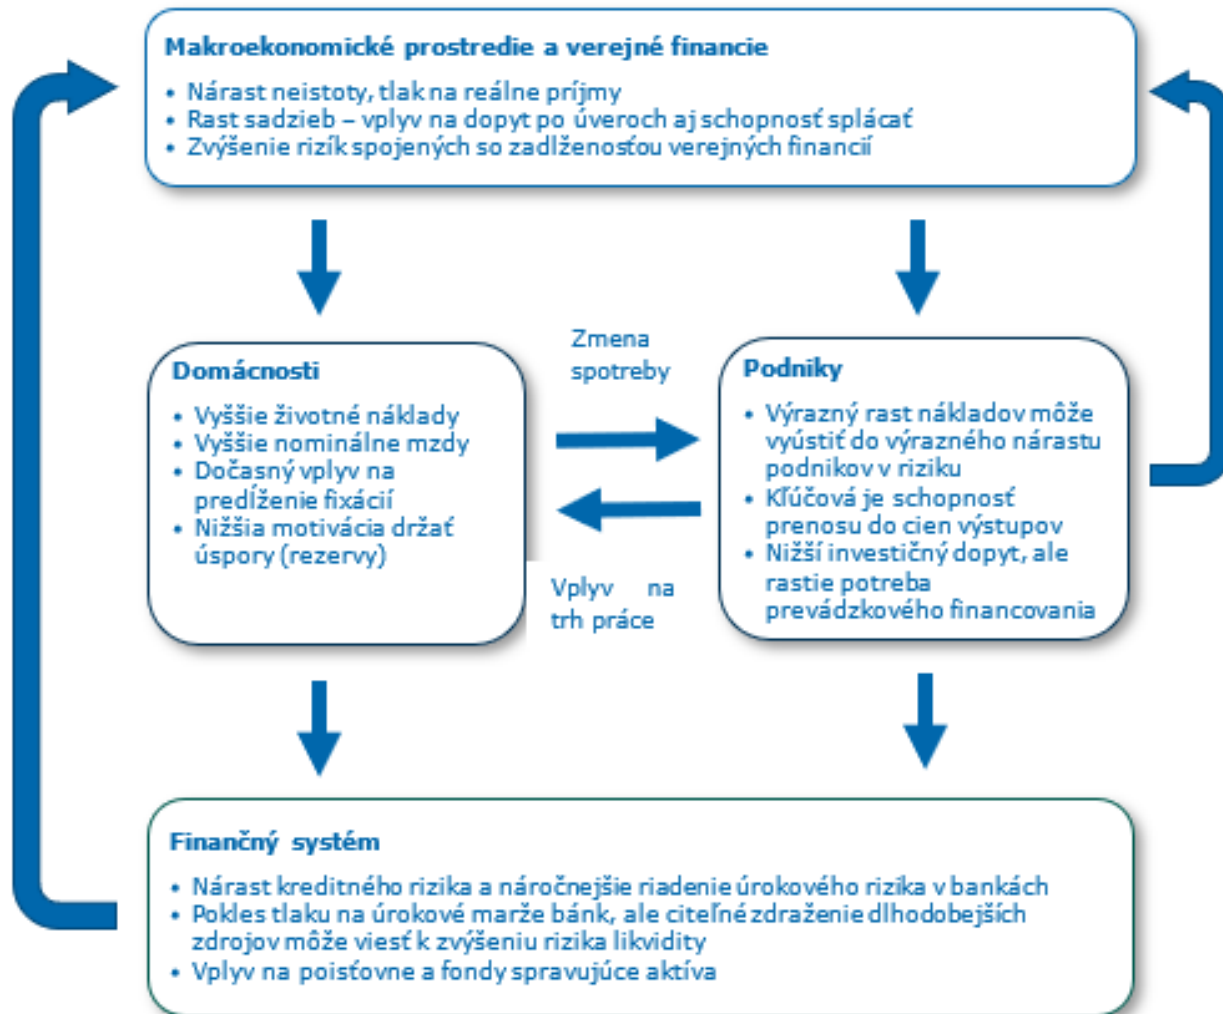 Makroekonomické prostredie a verejné financie
• Nárast neistoty, tlak na reálne príjmy
• Rast sadzieb – vplyv na dopyt po úveroch aj schopnosť splácať
• Zvýšenie rizík spojených so zadlženosťou verejných financií
Domácnosti
• Vyššie životné náklady
• Vyššie nominálne mzdy
• Dočasný vplyv na
predĺženie fixácií
• Nižšia motivácia držať
úspory (rezervy)
Zmena
spotreby
Vplyv na
trh práce
Podniky
• Výrazný rast nákladov môže
vyústiť do výrazného nárastu
podnikov v riziku
• Kľúčová je schopnosť
prenosu do cien výstupov
• Nižší investičný dopyt, ale
rastie potreba
prevádzkového financovania
Finančný systém
• Nárast kreditného rizika a náročnejšie riadenie úrokového rizika v bankách
• Pokles tlaku na úrokové marže bánk, ale citeľné zdraženie dlhodobejších
zdrojov môže viesť k zvýšeniu rizika likvidity
• Vplyv na poisťovne a fondy spravujúce aktíva